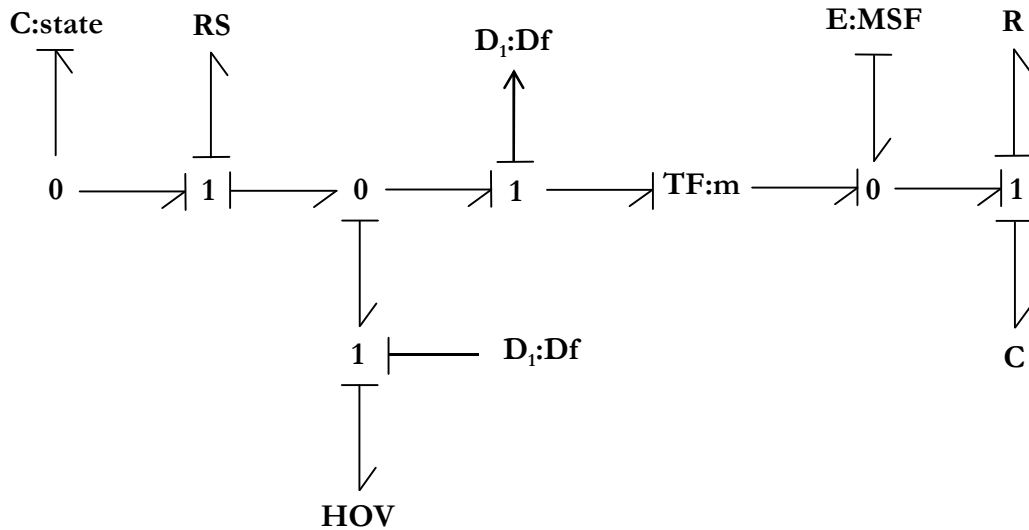 C:state RS D₁:Df E:MSF R
0 1 0 1 TF:m 0 1
1 D₁:Df C
HOV